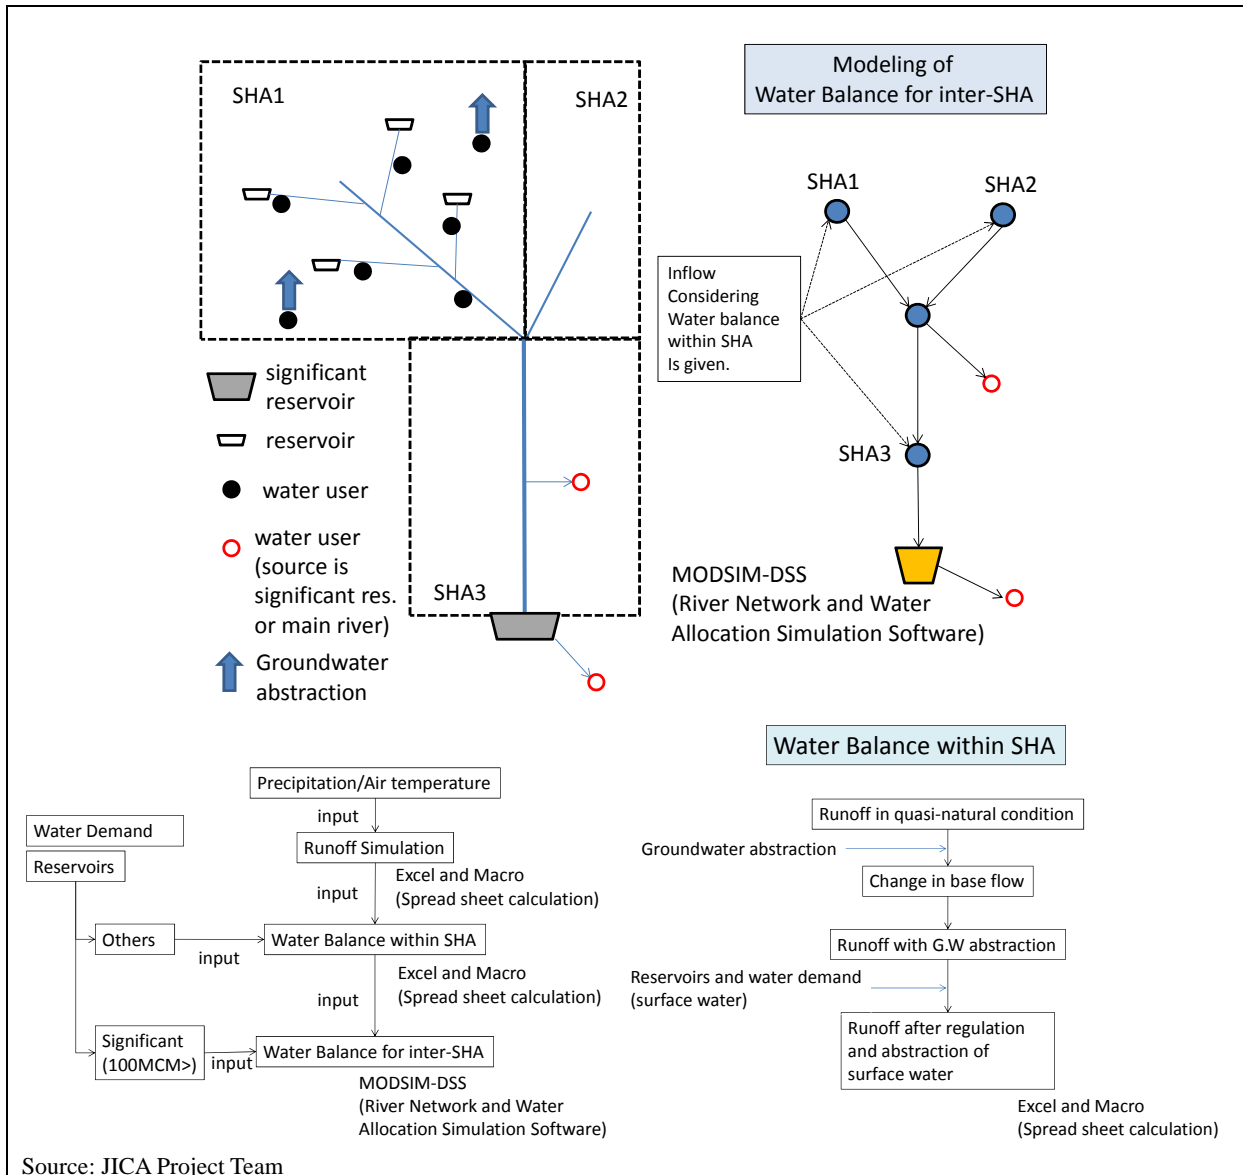 SHA1
SHA2
Modeling of
Water Balance for inter-SHA
SHA1
SHA2
Inflow
Considering
Water balance
within SHA
Is given.
significant
reservoir
reservoir
water user
water user
(source is
significant res.
or main river)
Groundwater
abstraction
SHA3
SHA3
MODSIM-DSS
(River Network and Water
Allocation Simulation Software)
Precipitation/Air temperature
input
Water Demand
Reservoirs
Runoff Simulation
Excel and Macro
(Spread sheet calculation)
input
Others
input
Water Balance within SHA
Excel and Macro
(Spread sheet calculation)
input
Significant
(100MCM>)
input
Water Balance for inter-SHA
MODSIM-DSS
(River Network and Water
Allocation Simulation Software)
Water Balance within SHA
Runoff in quasi-natural condition
Groundwater abstraction
Change in base flow
Runoff with G.W abstraction
Reservoirs and water demand
(surface water)
Runoff after regulation
and abstraction of
surface water
Excel and Macro
(Spread sheet calculation)
Source: JICA Project Team